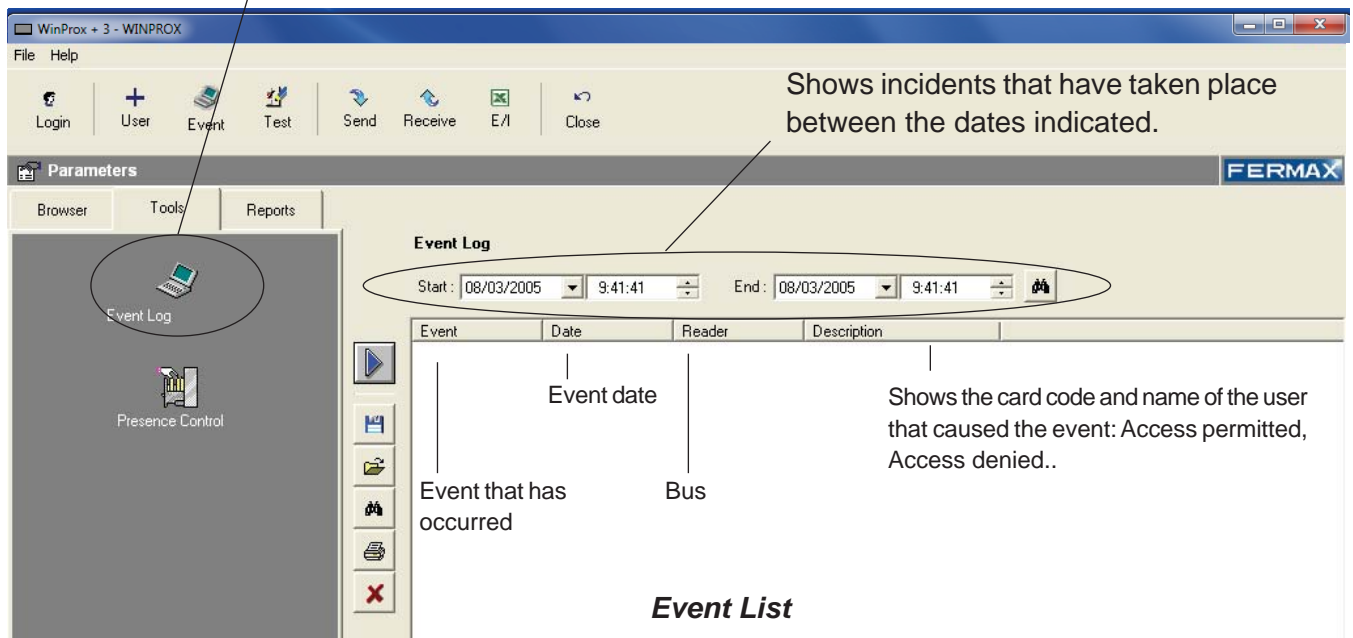 WinProx + 3 - WINPROX
File Help
Login User Event Test Send Receive E/I Close
Shows incidents that have taken place
between the dates indicated.
Parameters
FERMAX
Browser Tools Reports
Event Log
Presence Control
Event Log
Start : 08/03/2005 9:41:41 End : 08/03/2005 9:41:41
Event Date Reader Description
Event date
Shows the card code and name of the user
that caused the event: Access permitted,
Access denied..
Event that has
occurred
Bus
Event List